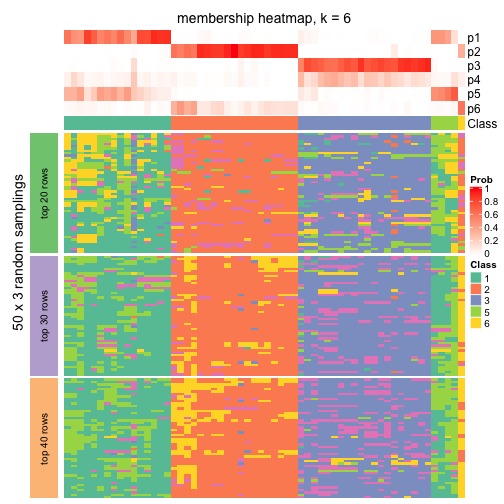 membership heatmap, k = 6
p1
p2
p3
p4
p5
p6
Class
50 x 3 random samplings
top 20 rows
top 30 rows
top 40 rows
Prob
1
0.8
0.6
0.4
0.2
0
Class
1
2
3
5
6